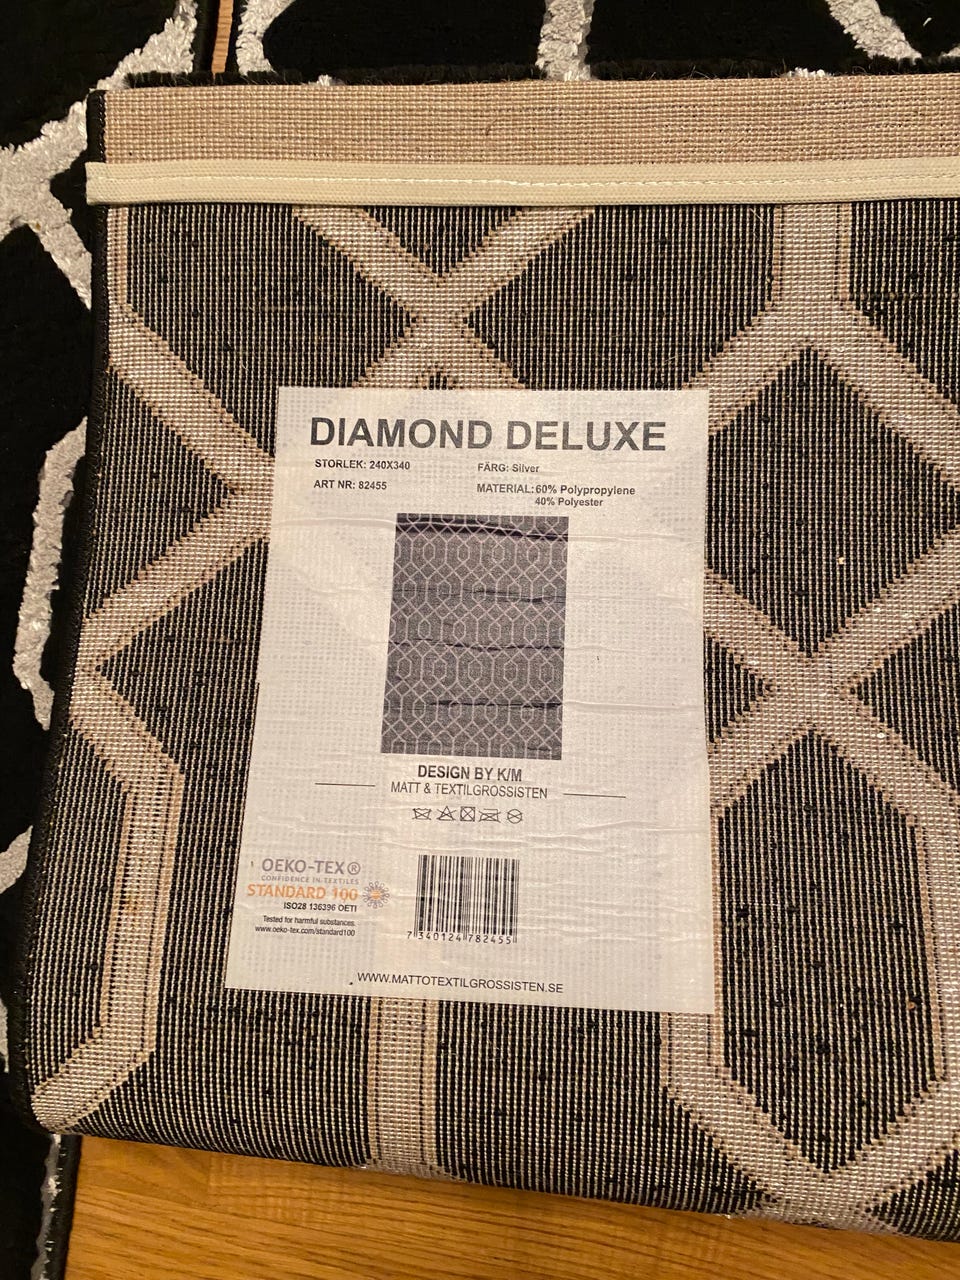 DIAMOND DELUXE
STORLEK: 240X340
FÄRG: Silver
ART NR: 82455
MATERIAL: 60% Polypropylene
40% Polyester
DESIGN BY K/M
MATT & TEXTILGROSSISTEN
OEKO-TEX®
CONFIDENCE IN TEXTILES
STANDARD 100
ISO28 136396 OETI
Tested for harmful substances.
www.oeko-tex.com/standard100
7 340124 782455
WWW.MATTOTEXTILGROSSISTEN.SE